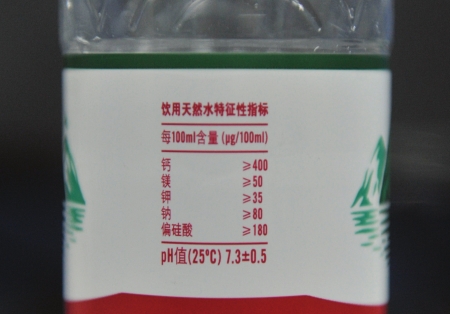 饮用天然水特征性指标
每100ml含量 (μg/100ml)
钙 ≥400
镁 ≥50
钾 ≥35
钠 ≥80
偏硅酸 ≥180
pH值(25°C) 7.3±0.5